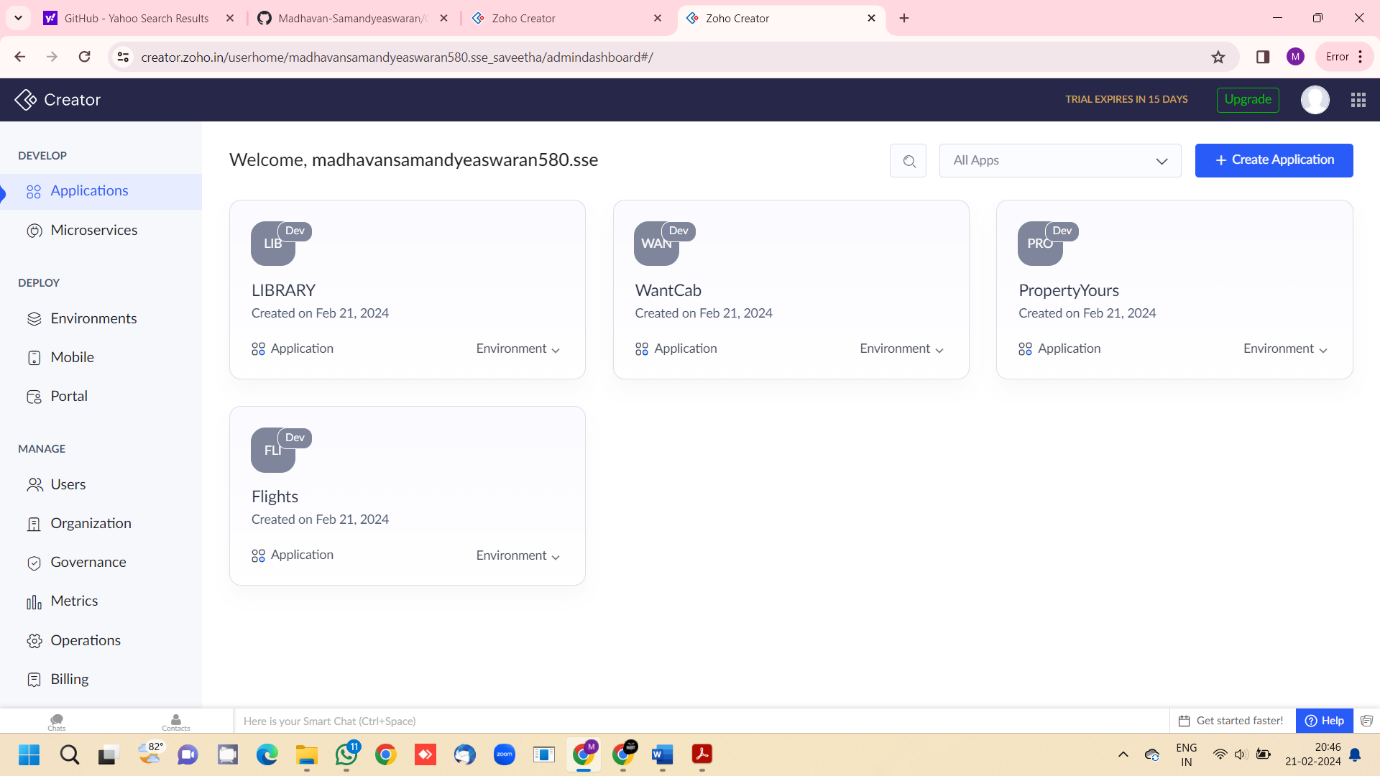 GitHub - Yahoo Search Results
Madhavan-Samandyeaswaran/
Zoho Creator
Zoho Creator
creator.zoho.in/userhome/madhavansamandyeaswaran580.sse_saveetha/admindashboard#/
M
Error
Creator
TRIAL EXPIRES IN 15 DAYS
Upgrade
DEVELOP
Applications
Microservices
DEPLOY
Environments
Mobile
Portal
MANAGE
Users
Organization
Governance
Metrics
Operations
Billing
Welcome, madhavansamandyeaswaran580.sse
All Apps
+ Create Application
LIB
Dev
LIBRARY
Created on Feb 21, 2024
Application
Environment
WAN
Dev
WantCab
Created on Feb 21, 2024
Application
Environment
PRO
Dev
PropertyYours
Created on Feb 21, 2024
Application
Environment
FLI
Dev
Flights
Created on Feb 21, 2024
Application
Environment
Chats
Contacts
Here is your Smart Chat (Ctrl+Space)
Get started faster!
Help
82°
11
zoom
M
ENG
IN
20:46
21-02-2024